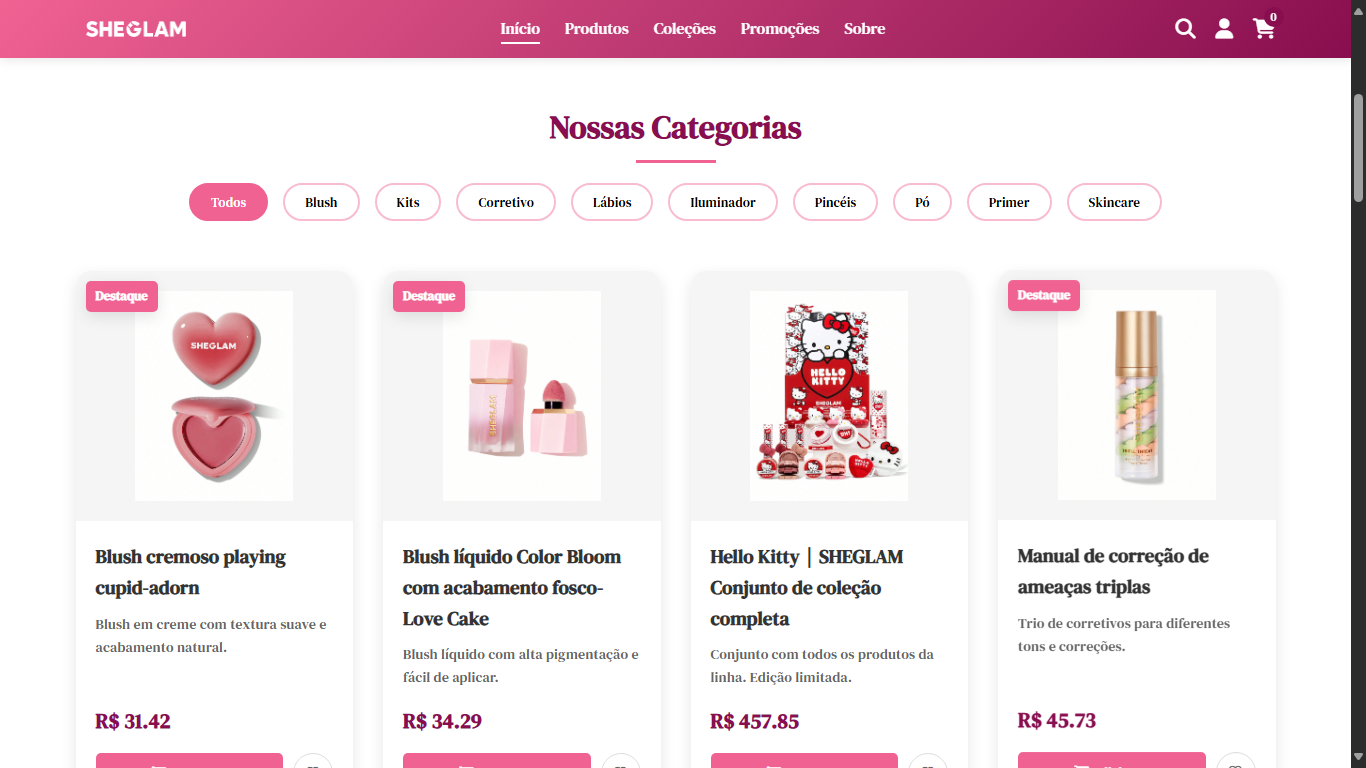 SHEGLAM
Início
Produtos
Coleções
Promoções
Sobre
0
Nossas Categorias
Todos
Blush
Kits
Corretivo
Lábios
Iluminador
Pincéis
Pó
Primer
Skincare
Destaque
SHEGLAM
Destaque
SHEGLAM
HELLO
KITTY
SHEGLAM
Destaque
Blush cremoso playing
cupid-adorn
Blush em creme com textura suave e
acabamento natural.
R$ 31.42
Blush líquido Color Bloom
com acabamento fosco-
Love Cake
Blush líquido com alta pigmentação e
fácil de aplicar.
R$ 34.29
Hello Kitty | SHEGLAM
Conjunto de coleção
completa
Conjunto com todos os produtos da
linha. Edição limitada.
R$ 457.85
Manual de correção de
ameaças triplas
Trio de corretivos para diferentes
tons e correções.
R$ 45.73